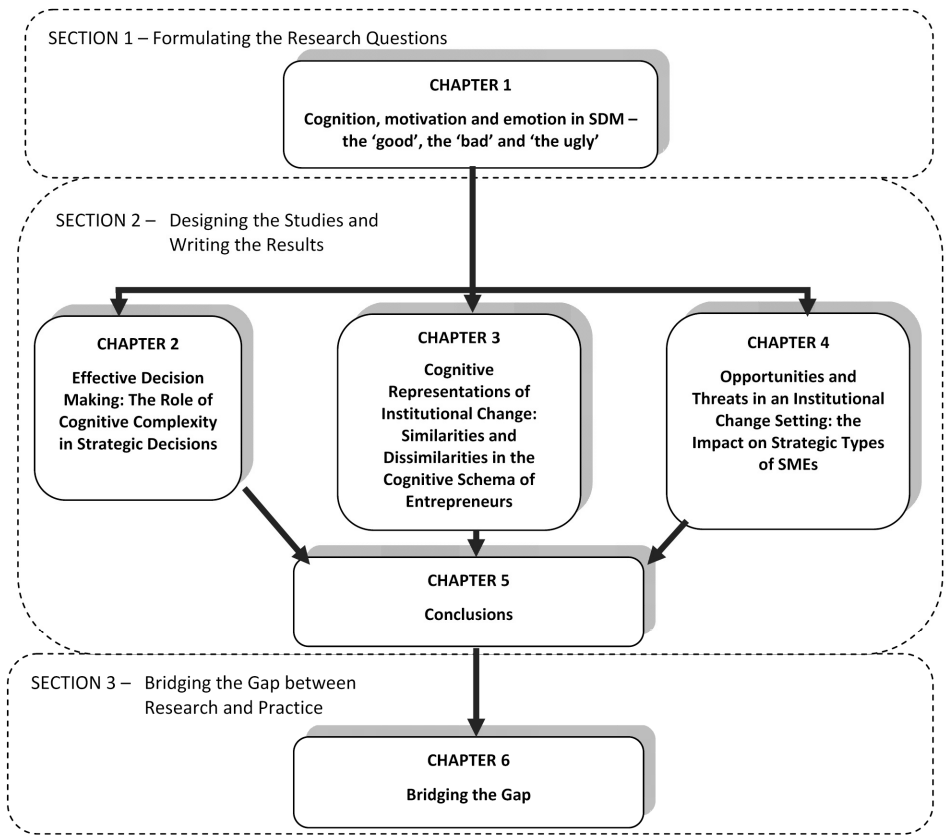 SECTION 1 – Formulating the Research Questions
CHAPTER 1
Cognition, motivation and emotion in SDM –
the ‘good’, the ‘bad’ and ‘the ugly’
SECTION 2 – Designing the Studies and
Writing the Results
CHAPTER 2
Effective Decision
Making: The Role of
Cognitive Complexity
in Strategic Decisions
CHAPTER 3
Cognitive
Representations of
Institutional Change:
Similarities and
Dissimilarities in the
Cognitive Schema of
Entrepreneurs
CHAPTER 4
Opportunities and
Threats in an Institutional
Change Setting: the
Impact on Strategic Types
of SMEs
CHAPTER 5
Conclusions
SECTION 3 – Bridging the Gap between
Research and Practice
CHAPTER 6
Bridging the Gap